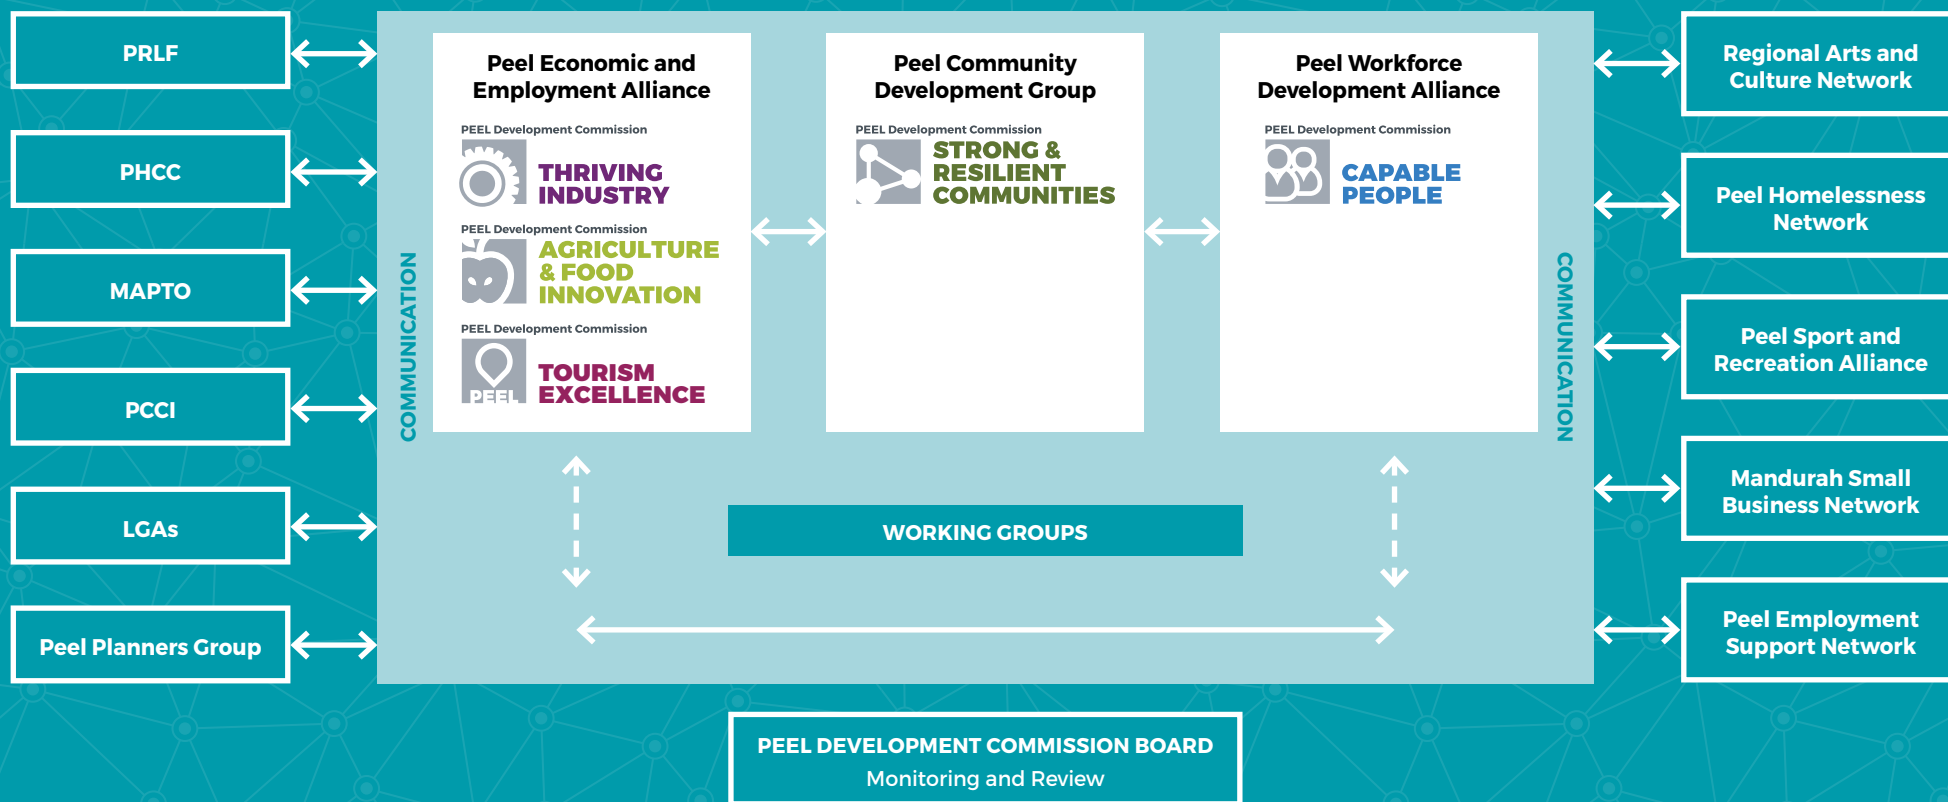 PRLF
PHCC
MAPTO
PCCI
LGAs
Peel Planners Group
COMMUNICATION
Peel Economic and
Employment Alliance
PEEL Development Commission
THRIVING
INDUSTRY
PEEL Development Commission
AGRICULTURE
& FOOD
INNOVATION
PEEL Development Commission
PEEL
TOURISM
EXCELLENCE
Peel Community
Development Group
PEEL Development Commission
STRONG &
RESILIENT
COMMUNITIES
Peel Workforce
Development Alliance
PEEL Development Commission
CAPABLE
PEOPLE
COMMUNICATION
WORKING GROUPS
Regional Arts and
Culture Network
Peel Homelessness
Network
Peel Sport and
Recreation Alliance
Mandurah Small
Business Network
Peel Employment
Support Network
PEEL DEVELOPMENT COMMISSION BOARD
Monitoring and Review